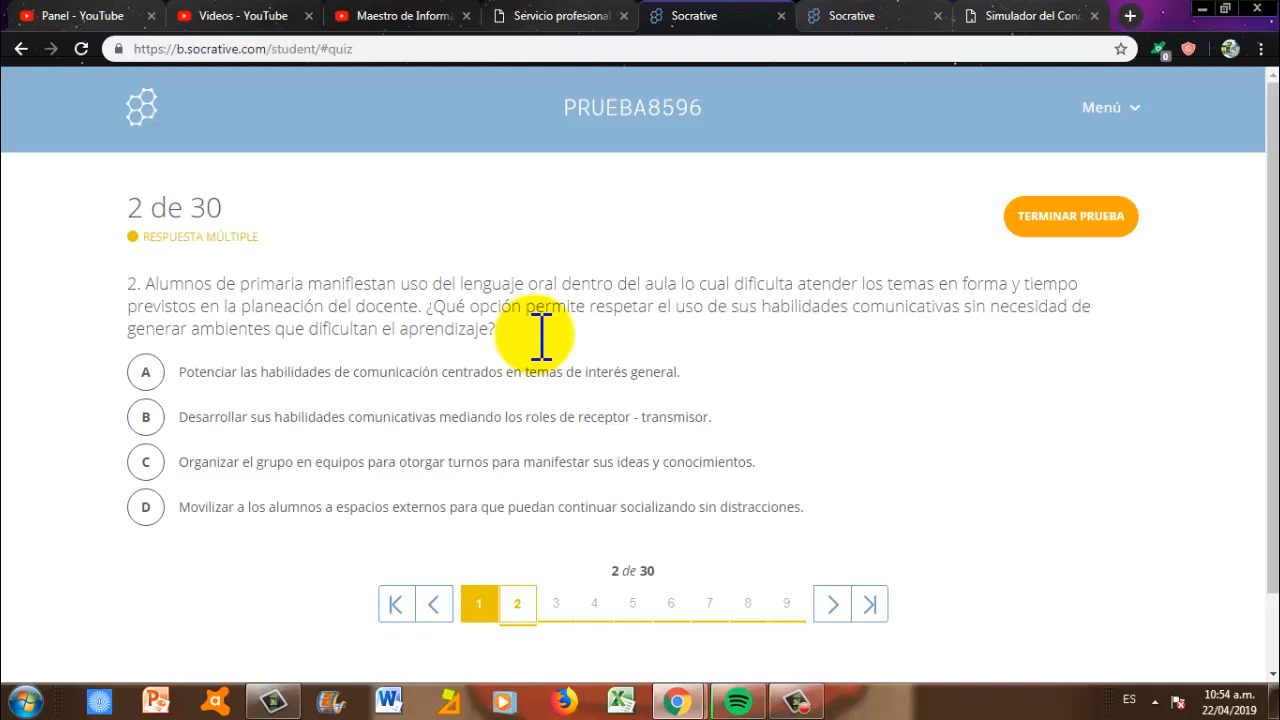 Panel - YouTube
Videos - YouTube
Maestro de Informa
Servicio profesional
Socrative
Socrative
Simulador del Con
https://b.socrative.com/student/#quiz
0
PRUEBA8596
Menú
2 de 30
TERMINAR PRUEBA
RESPUESTA MÚLTIPLE
2. Alumnos de primaria manifiestan uso del lenguaje oral dentro del aula lo cual dificulta atender los temas en forma y tiempo
previstos en la planeación del docente. ¿Qué opción permite respetar el uso de sus habilidades comunicativas sin necesidad de
generar ambientes que dificultan el aprendizaje?
A Potenciar las habilidades de comunicación centrados en temas de interés general.
B Desarrollar sus habilidades comunicativas mediando los roles de receptor - transmisor.
C Organizar el grupo en equipos para otorgar turnos para manifestar sus ideas y conocimientos.
D Movilizar a los alumnos a espacios externos para que puedan continuar socializando sin distracciones.
2 de 30
1 2 3 4 5 6 7 8 9
ES
10:54 a.m.
22/04/2019